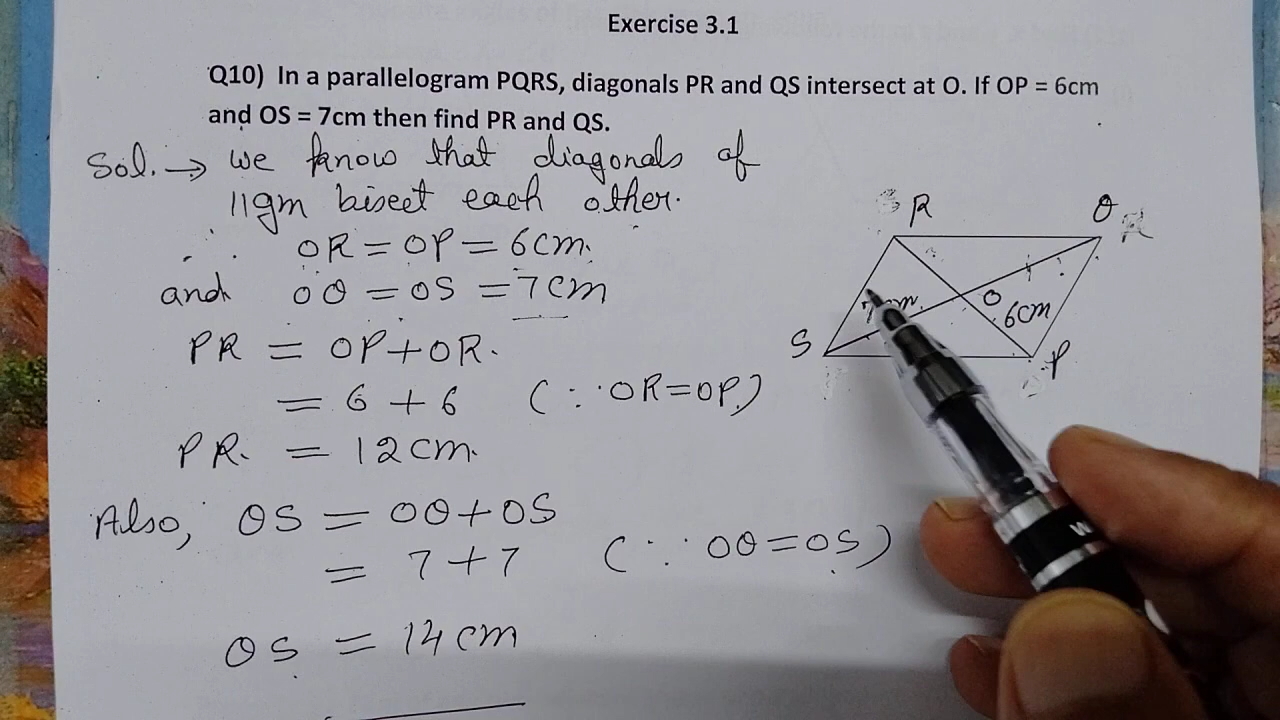 Exercise 3.1
Q10) In a parallelogram PQRS, diagonals PR and QS intersect at O. If OP = 6cm
and OS = 7cm then find PR and QS.
Sol. → we know that diagonals of
11gm bisect each other.
∴ OR = OP = 6cm.
and OQ = OS = 7cm
PR = OP + OR.
= 6 + 6 (∵ OR = OP)
PR. = 12cm.
Also, QS = OQ + OS
= 7 + 7 (∵ OQ = OS)
QS = 14cm
R Q
O
6cm
S P
W